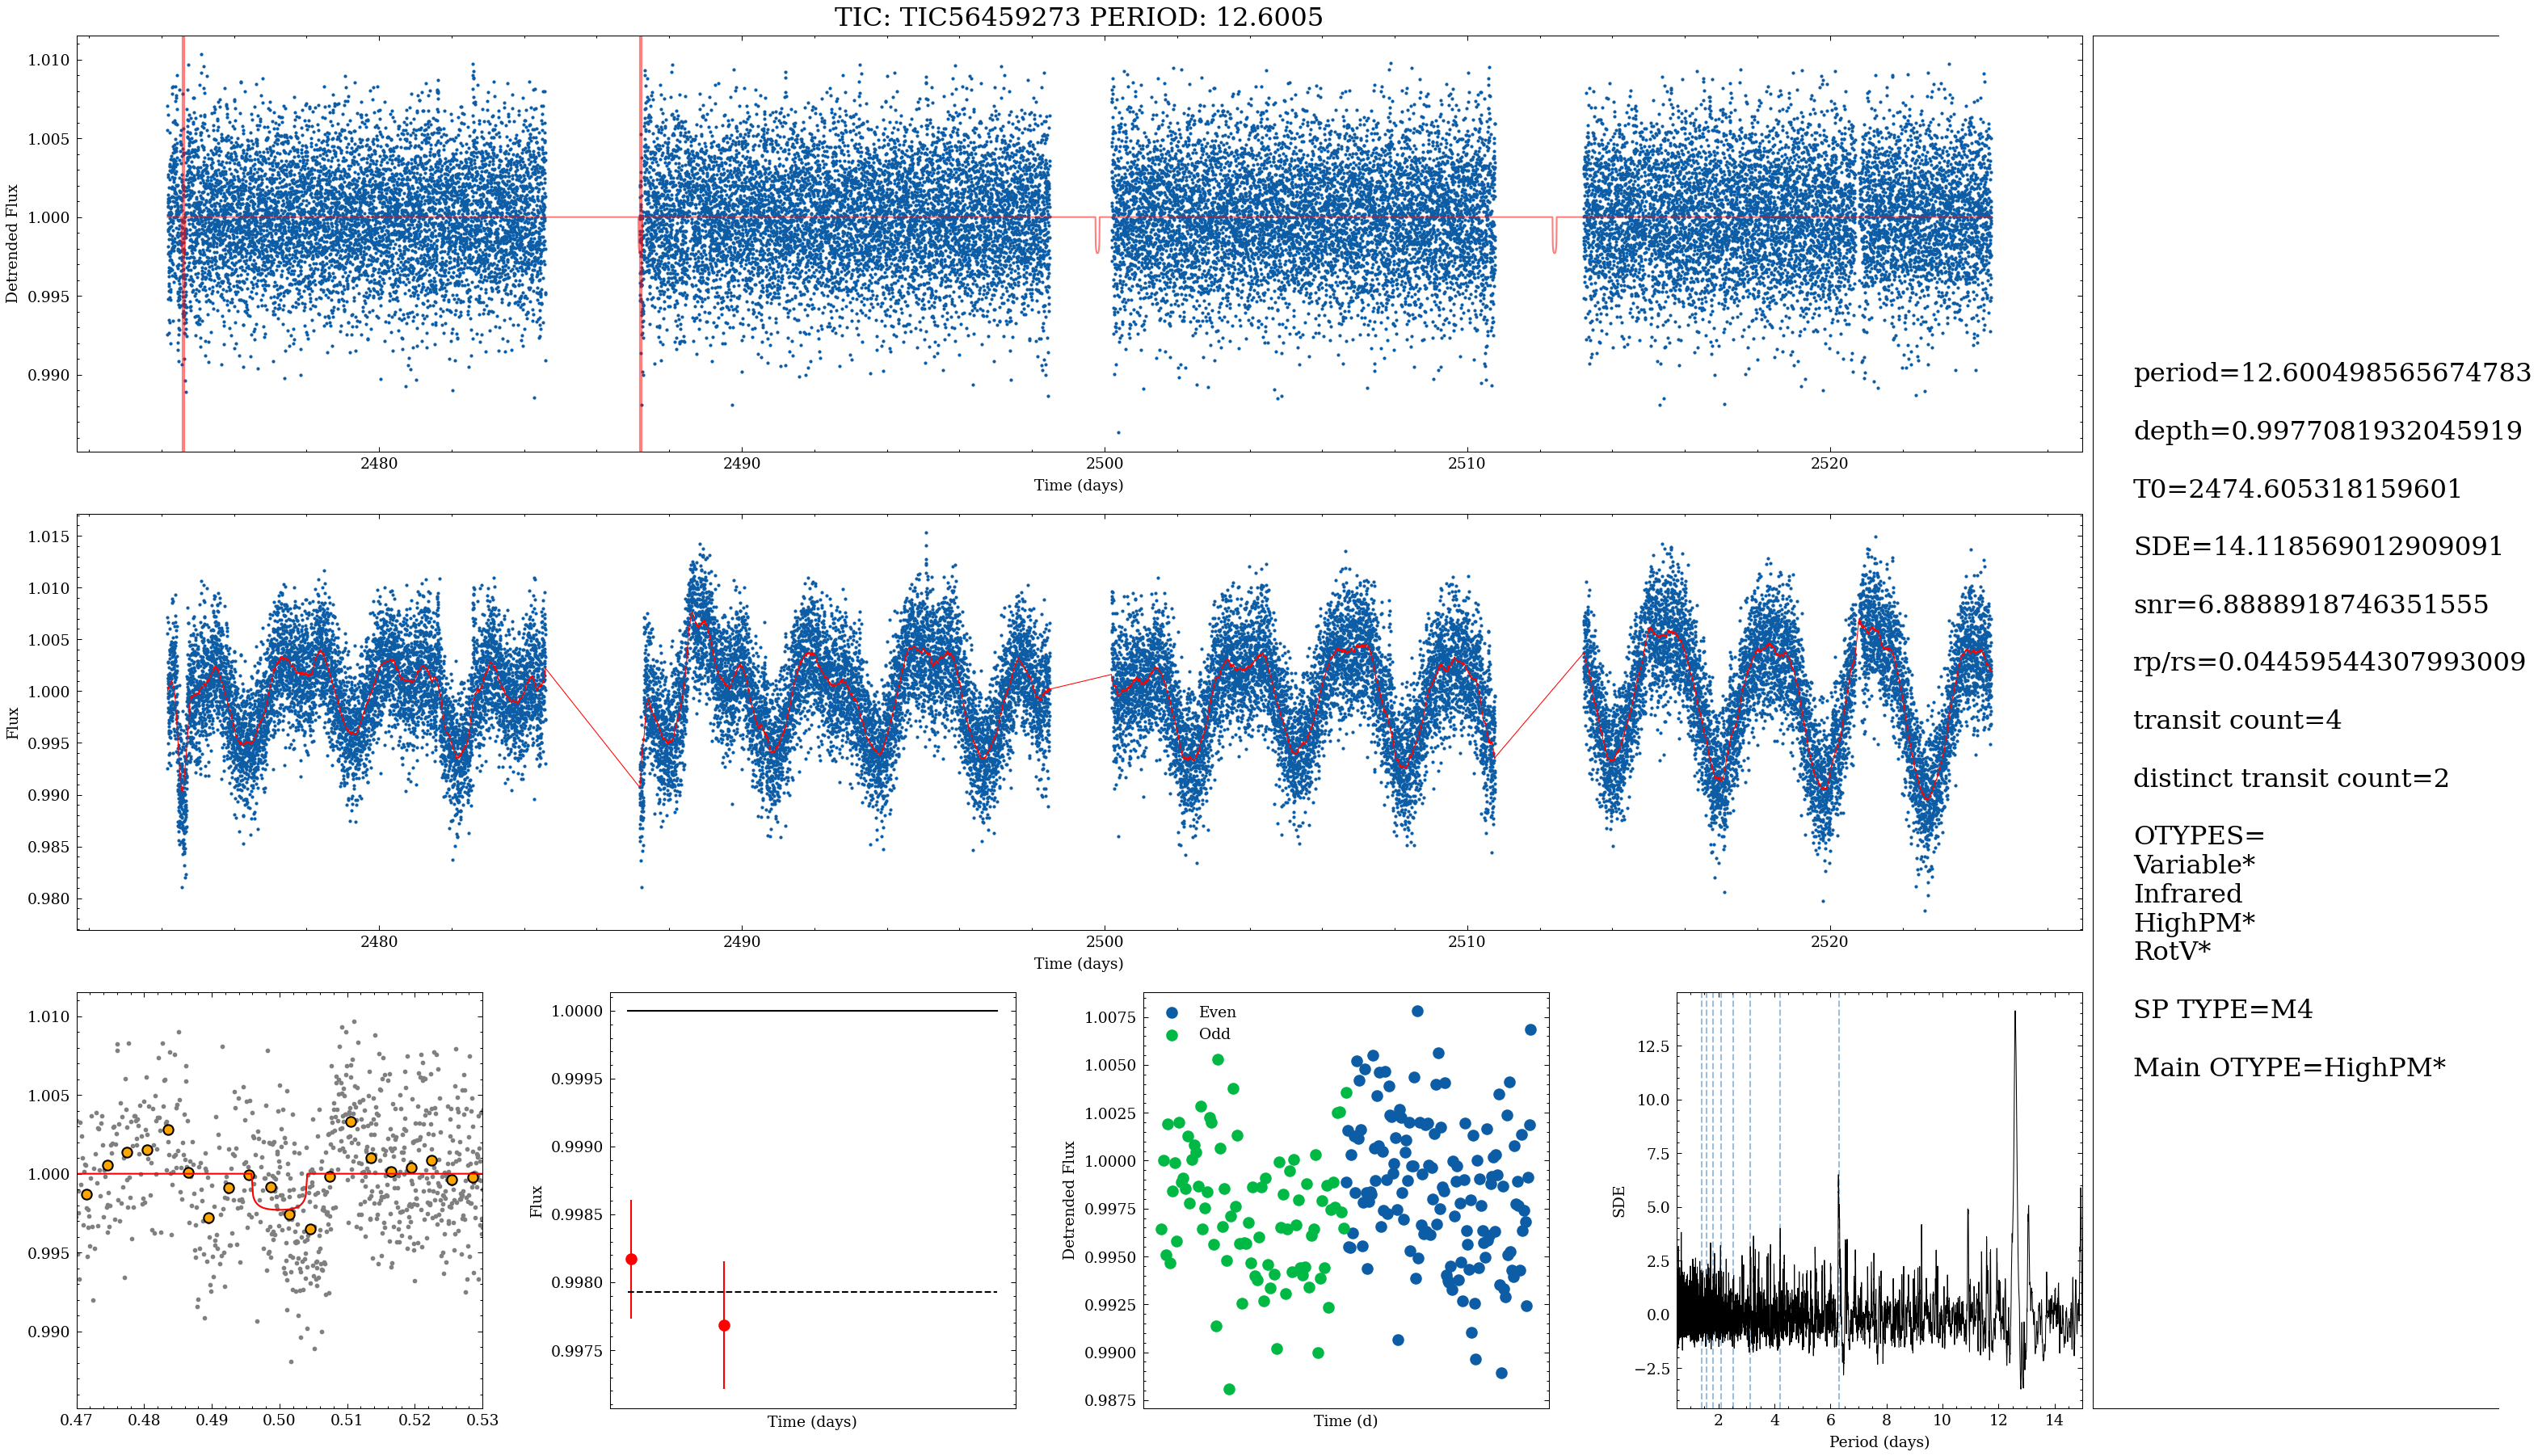 TIC: TIC56459273 PERIOD: 12.6005
1.010
1.005
1.000
0.995
0.990
Detrended Flux
2480
2490
2500
2510
2520
Time (days)
1.015
1.010
1.005
1.000
0.995
0.990
0.985
0.980
Flux
2480
2490
2500
2510
2520
Time (days)
period=12.600498565674783
depth=0.9977081932045919
T0=2474.605318159601
SDE=14.118569012909091
snr=6.8888918746351555
rp/rs=0.04459544307993009
transit count=4
distinct transit count=2
OTYPES=
Variable*
Infrared
HighPM*
RotV*
SP TYPE=M4
Main OTYPE=HighPM*
1.010
1.005
1.000
0.995
0.990
0.47
0.48
0.49
0.50
0.51
0.52
0.53
1.0000
0.9995
0.9990
0.9985
0.9980
0.9975
Flux
Time (days)
Even
Odd
1.0075
1.0050
1.0025
1.0000
0.9975
0.9950
0.9925
0.9900
0.9875
Detrended Flux
Time (d)
12.5
10.0
7.5
5.0
2.5
0.0
−2.5
SDE
2
4
6
8
10
12
14
Period (days)